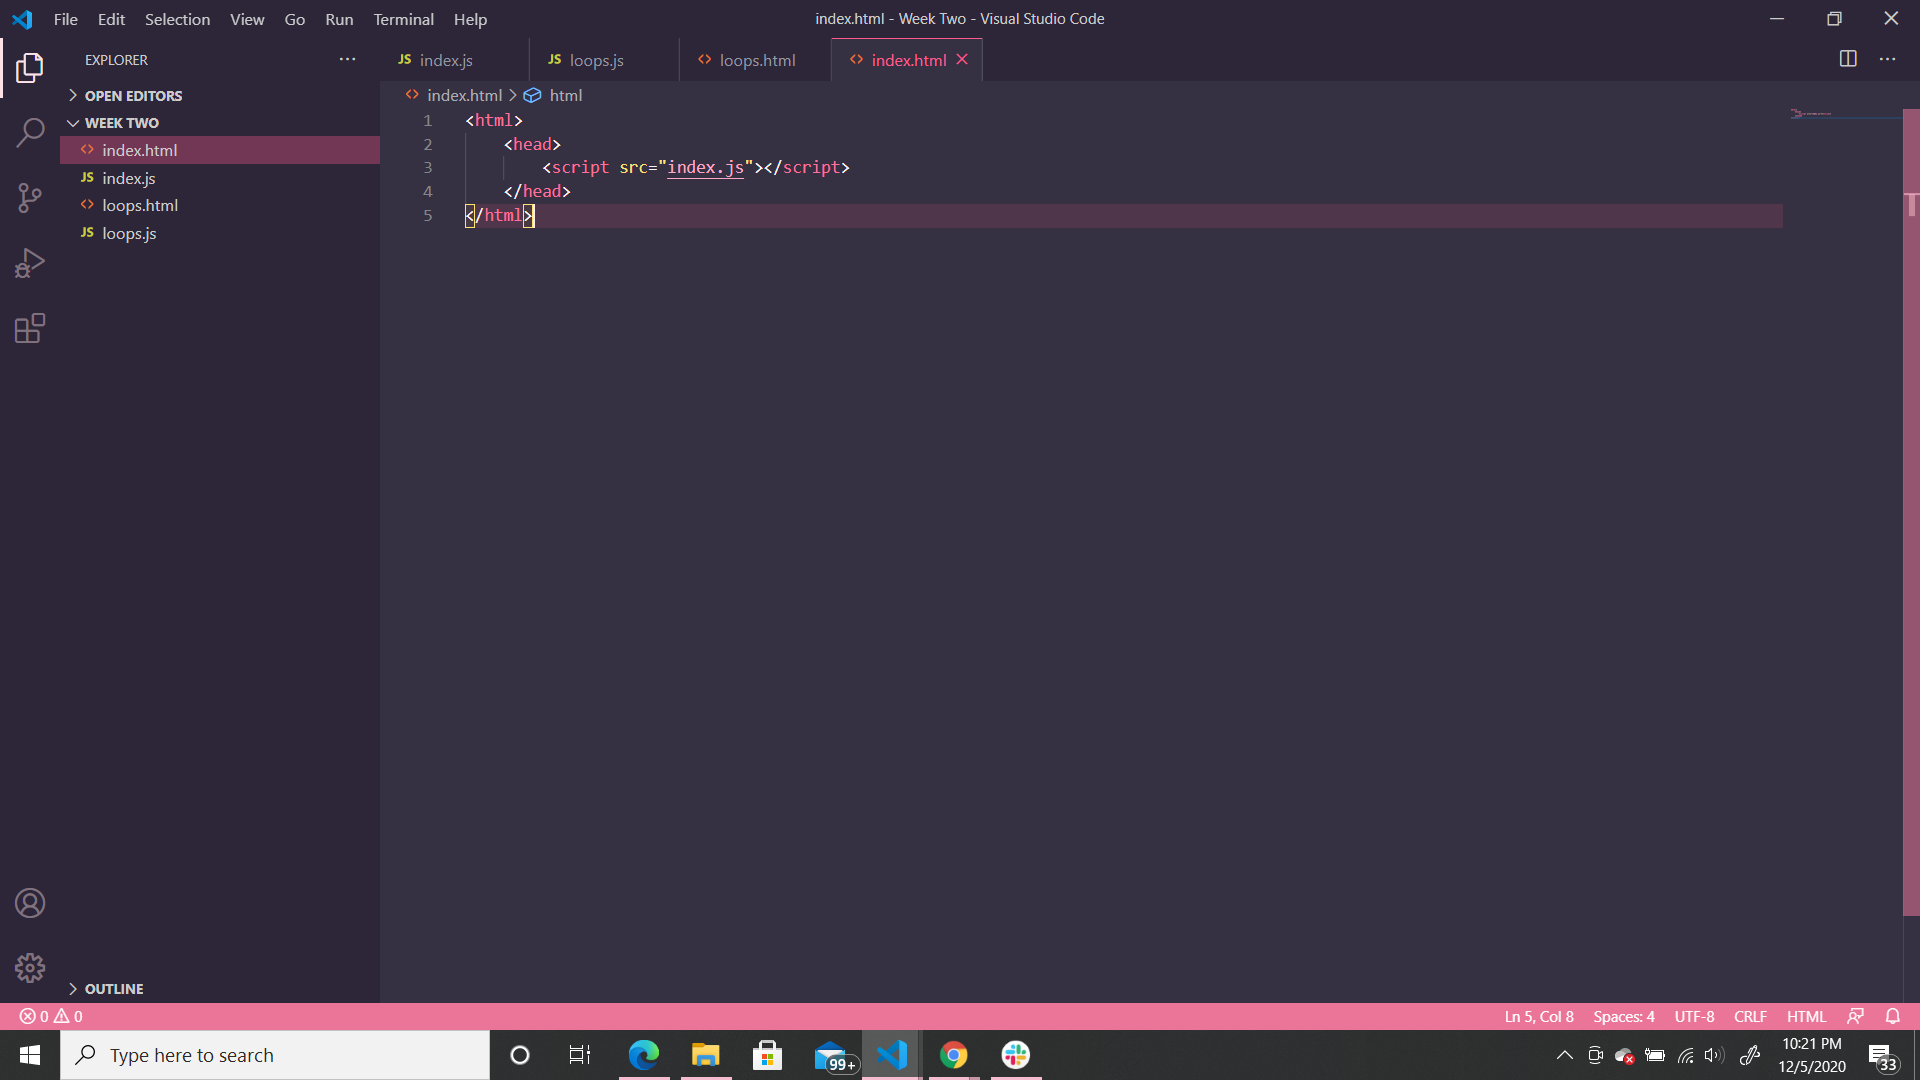 File Edit Selection View Go Run Terminal Help
index.html - Week Two - Visual Studio Code
EXPLORER
OPEN EDITORS
WEEK TWO
index.html
JS index.js
loops.html
JS loops.js
OUTLINE
JS index.js
JS loops.js
loops.html
index.html
index.html > html
1 <html>
2 <head>
3 <script src="index.js"></script>
4 </head>
5 </html>
0 0
Ln 5, Col 8 Spaces: 4 UTF-8 CRLF HTML
Type here to search
99+
10:21 PM
12/5/2020
33